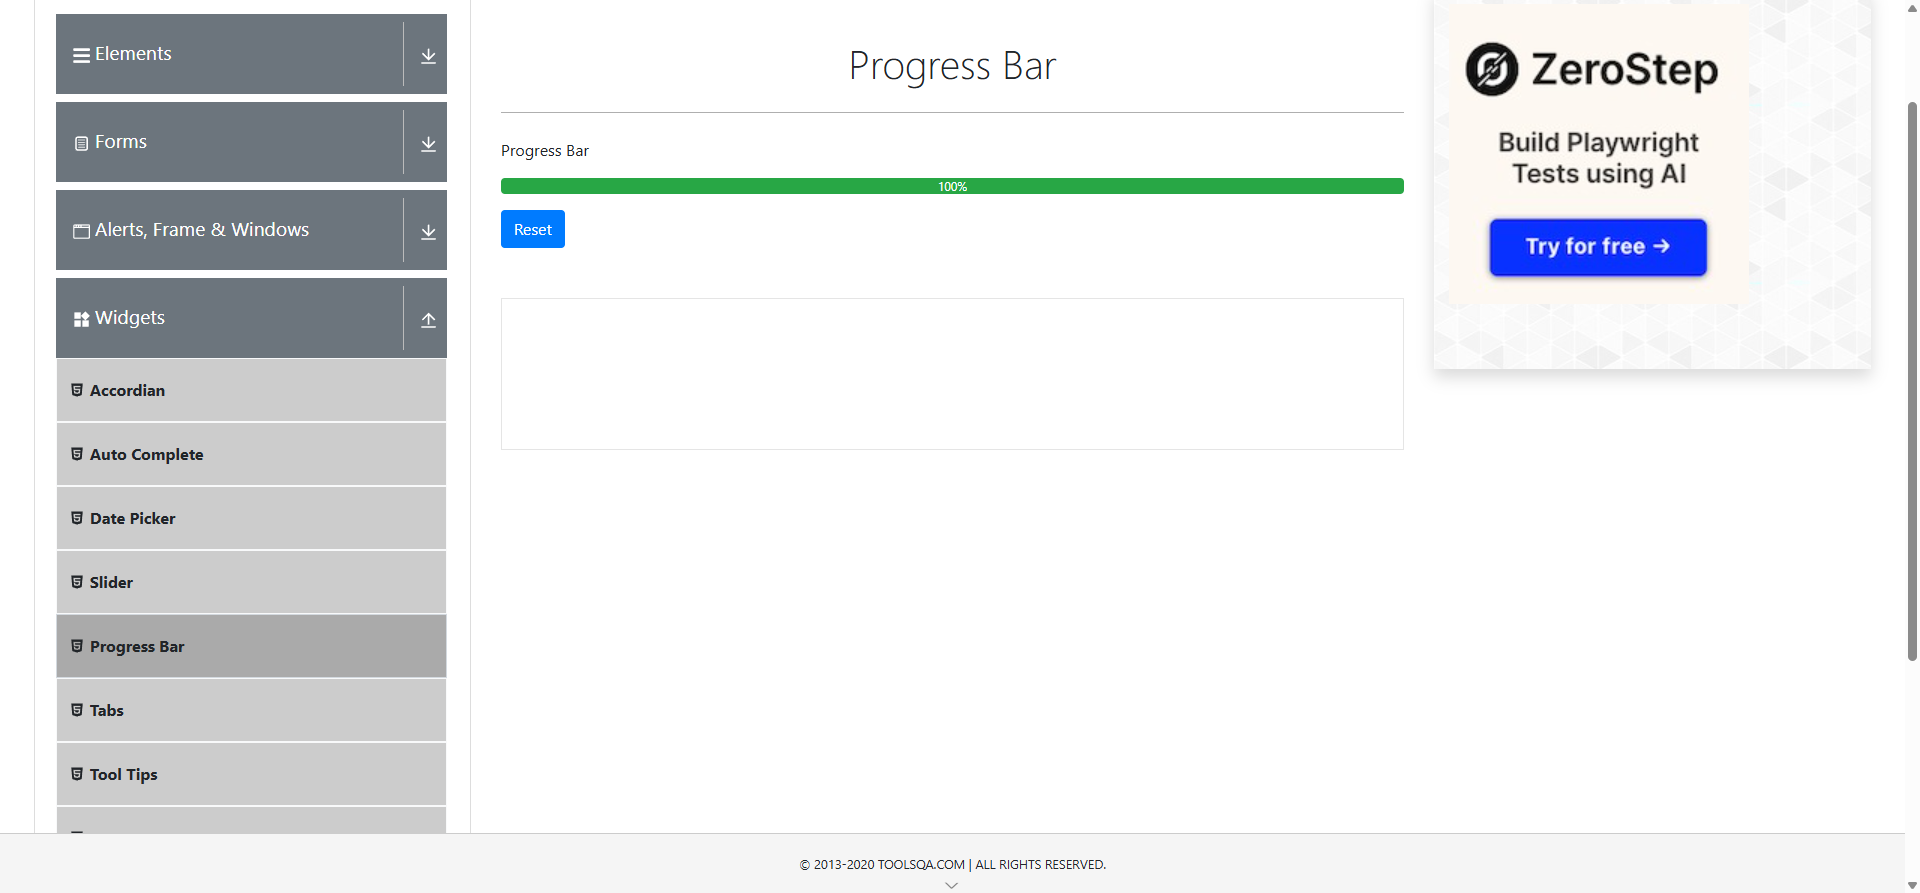 Elements
Forms
Alerts, Frame & Windows
Widgets
Accordian
Auto Complete
Date Picker
Slider
Progress Bar
Tabs
Tool Tips
Progress Bar
Progress Bar
100%
Reset
ZeroStep
Build Playwright
Tests using AI
Try for free →
© 2013-2020 TOOLSQA.COM | ALL RIGHTS RESERVED.